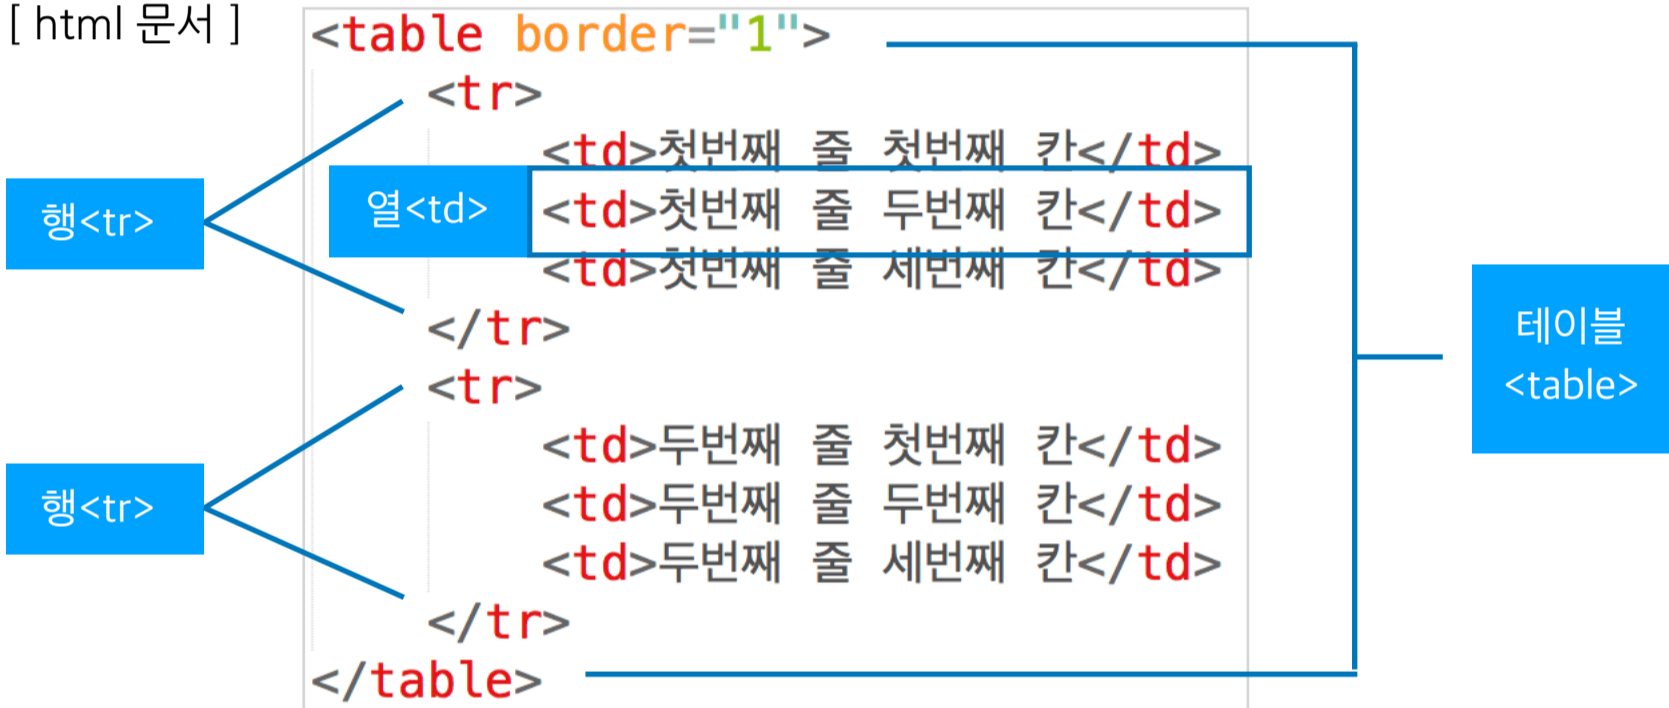 [ html 문서 ]
<table border="1">
<tr>
<td>첫번째 줄 첫번째 칸</td>
<td>첫번째 줄 두번째 칸</td>
<td>첫번째 줄 세번째 칸</td>
</tr>
<tr>
<td>두번째 줄 첫번째 칸</td>
<td>두번째 줄 두번째 칸</td>
<td>두번째 줄 세번째 칸</td>
</tr>
</table>
행<tr>
열<td>
행<tr>
테이블
<table>